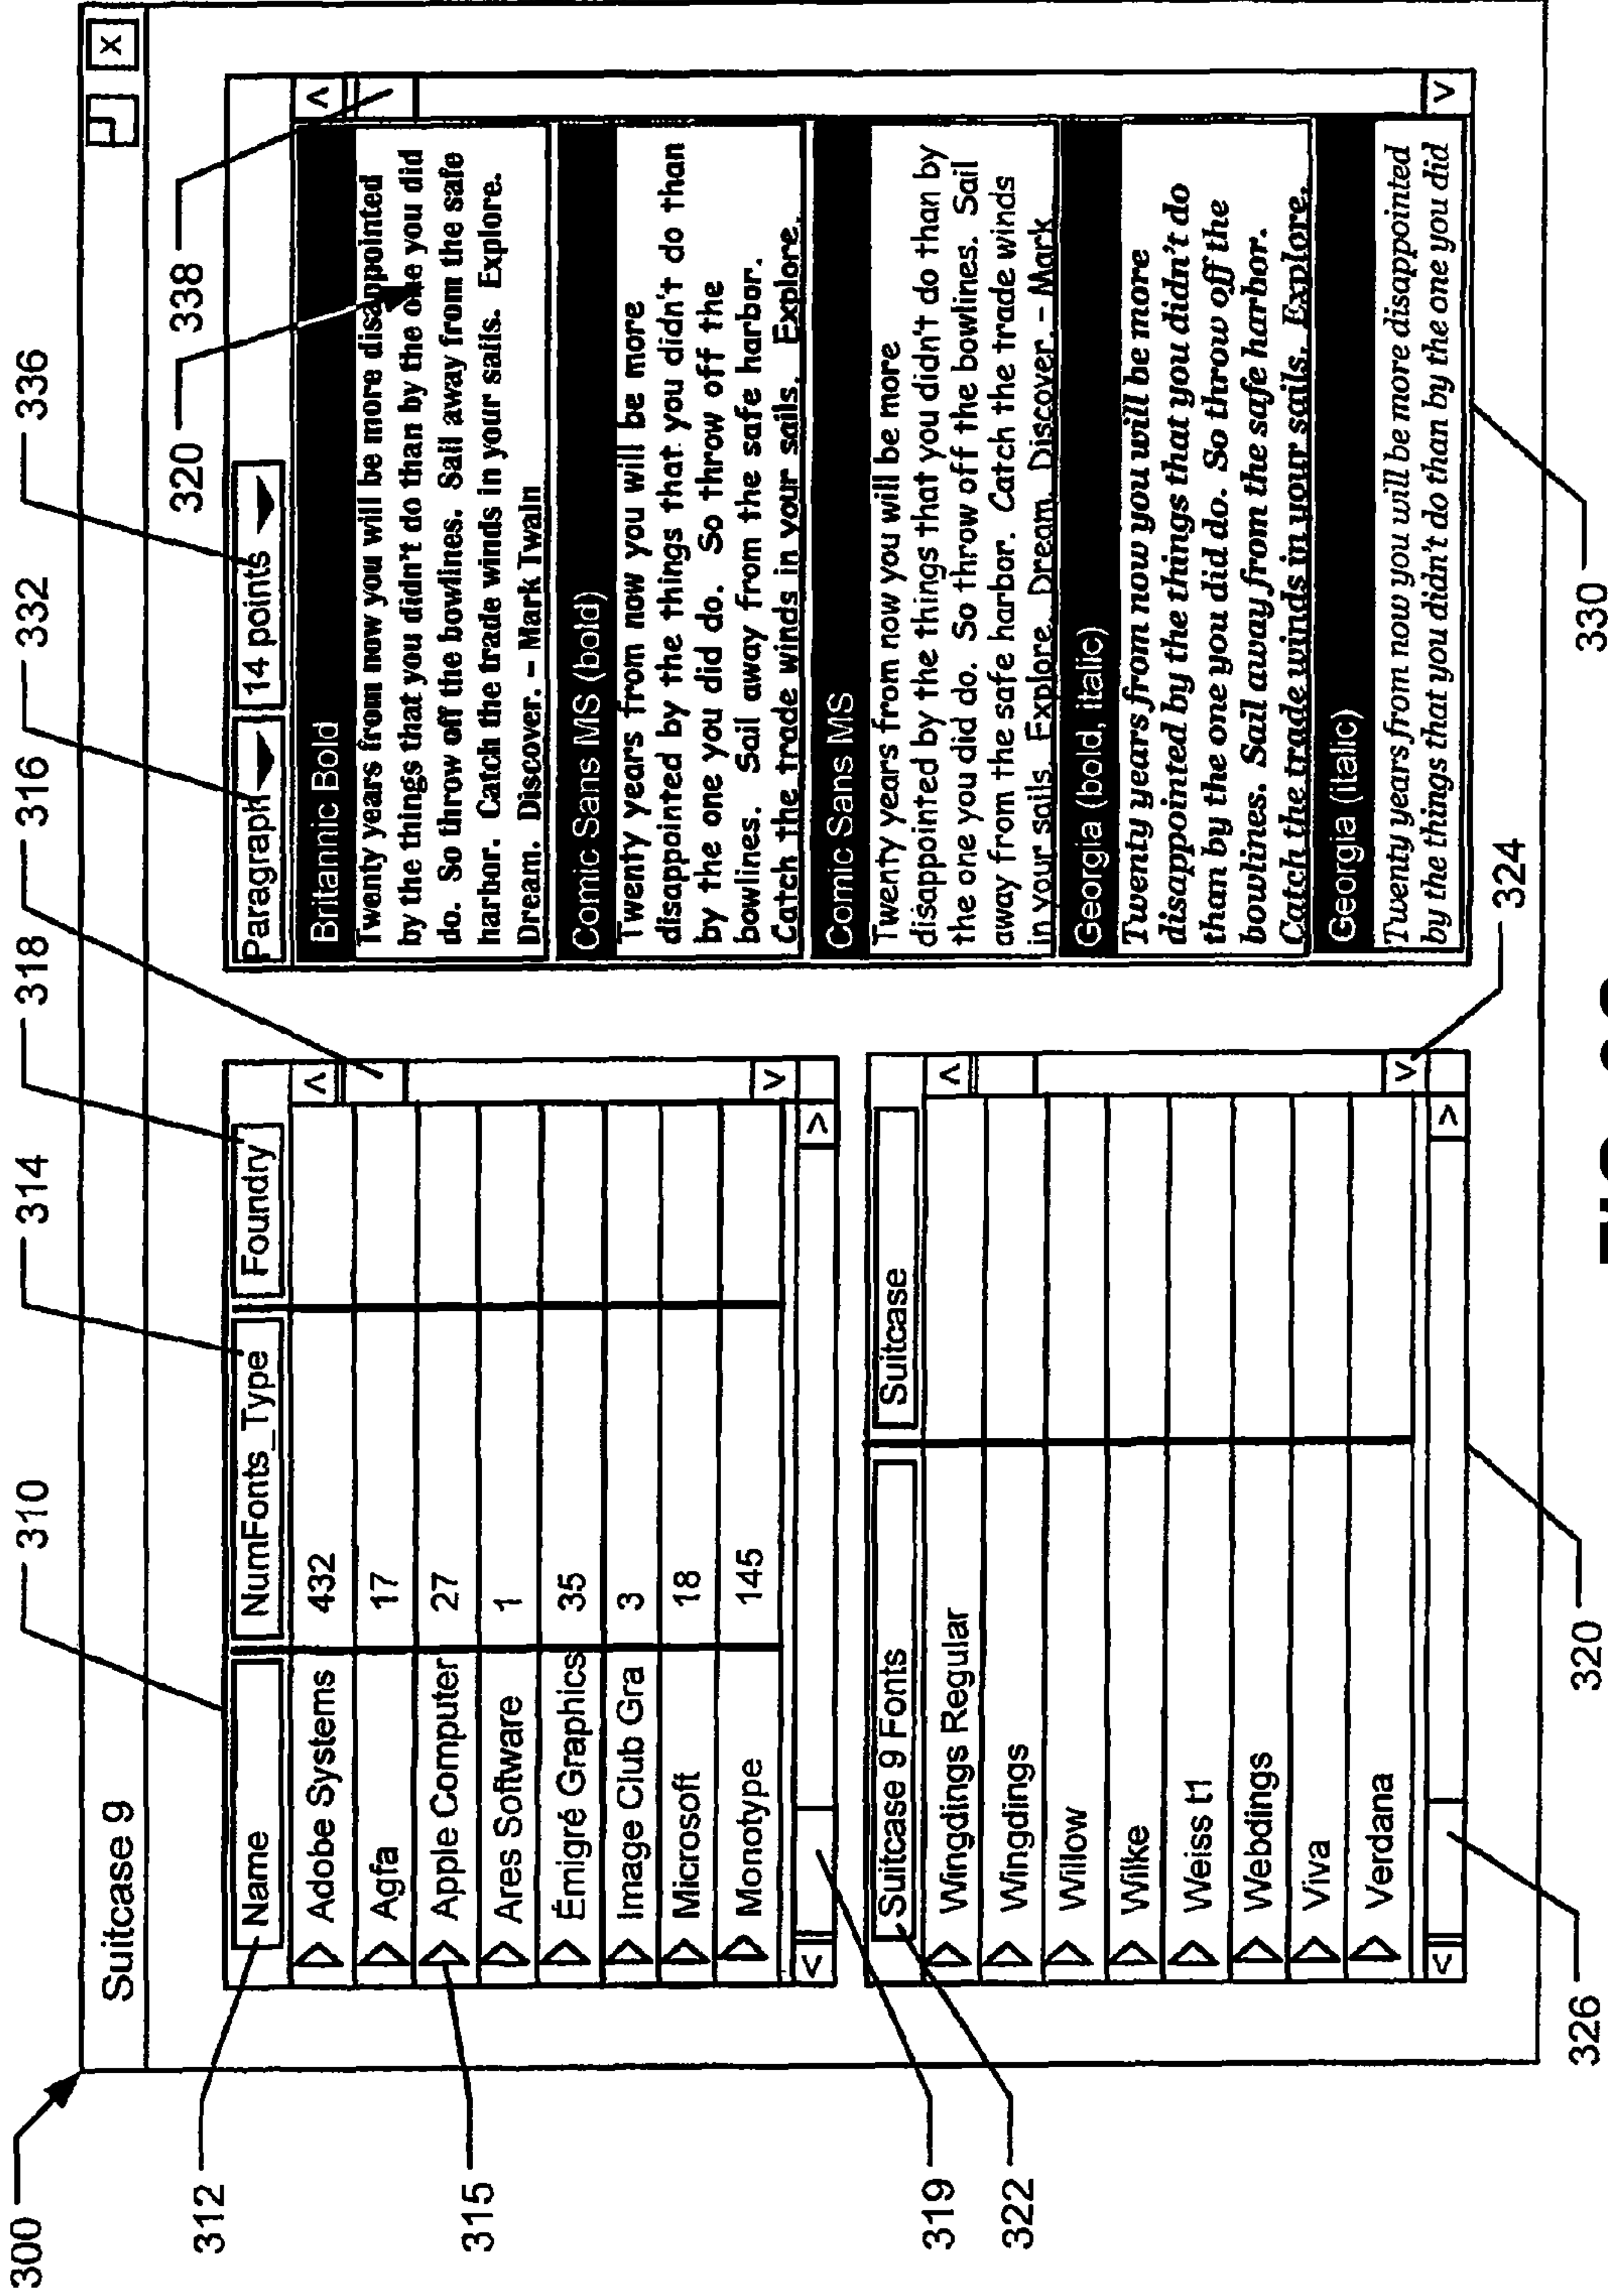 300
310
314
318
316
332
336
Suitcase 9
X
320
338
312
315
319
322
Name
NumFonts_Type
Foundry
Adobe Systems 432
Agfa 17
Apple Computer 27
Ares Software 1
Émigré Graphics 35
Image Club Gra 3
Microsoft 18
Monotype 145
Suitcase 9 Fonts
Suitcase
Wingdings Regular
Wingdings
Willow
Wilke
Weiss t1
Webdings
Viva
Verdana
Paragraph
14 points
Britannic Bold
Twenty years from now you will be more disappointed
by the things that you didn't do than by the one you did
do. So throw off the bowlines. Sail away from the safe
harbor. Catch the trade winds in your sails. Explore.
Dream. Discover. – Mark Twain
Comic Sans MS (bold)
Twenty years from now you will be more
disappointed by the things that you didn't do than
by the one you did do. So throw off the
bowlines. Sail away from the safe harbor.
Catch the trade winds in your sails. Explore.
Comic Sans MS
Twenty years from now you will be more
disappointed by the things that you didn't do than by
the one you did do. So throw off the bowlines. Sail
away from the safe harbor. Catch the trade winds
in your sails. Explore. Dream. Discover. – Mark
Georgia (bold, italic)
Twenty years from now you will be more
disappointed by the things that you didn't do
than by the one you did do. So throw off the
bowlines. Sail away from the safe harbor.
Catch the trade winds in your sails. Explore.
Georgia (italic)
Twenty years from now you will be more disappointed
by the things that you didn't do than by the one you did
326
320
324
330